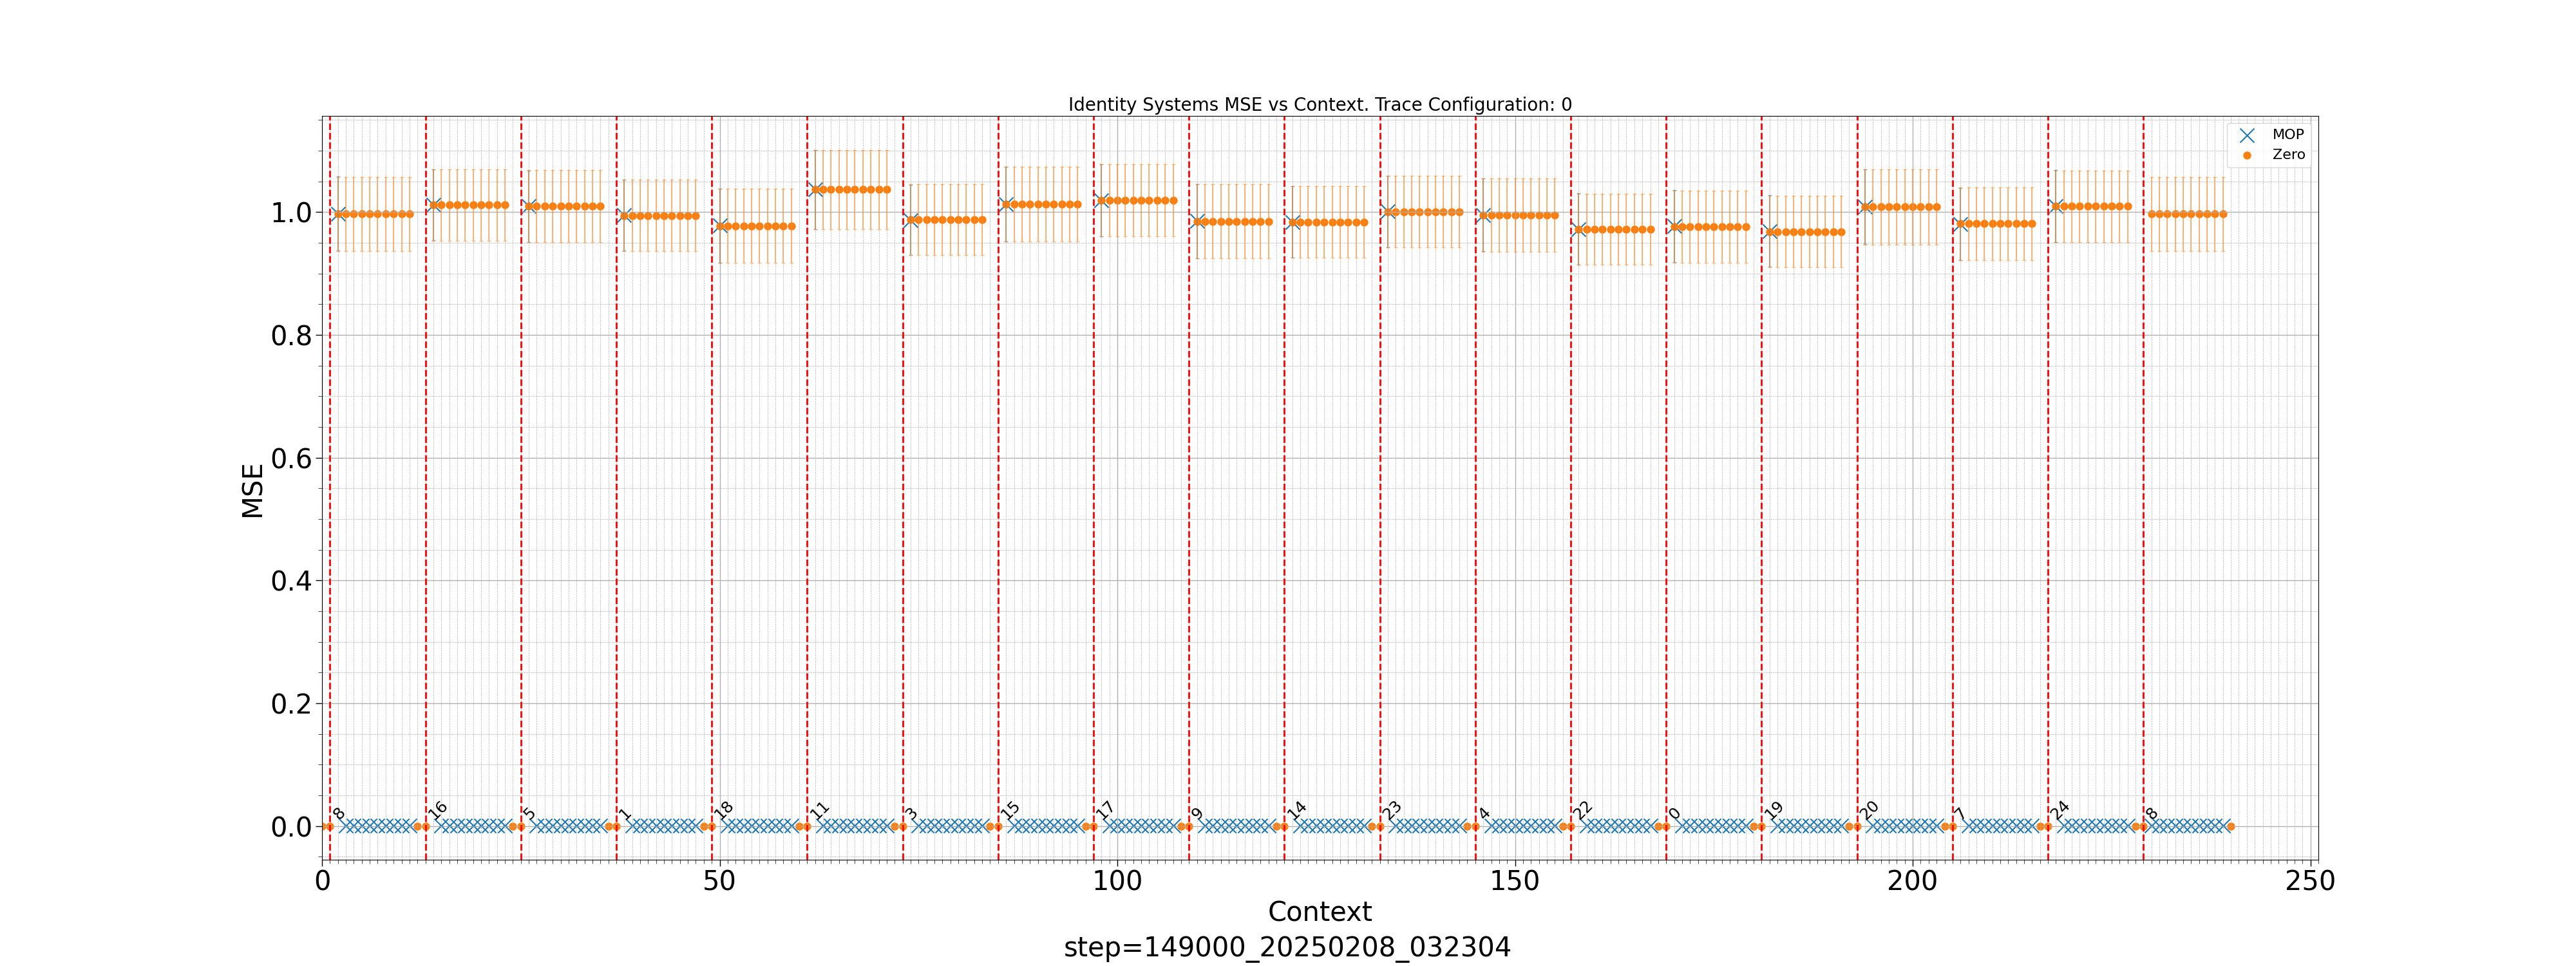 Identity Systems MSE vs Context. Trace Configuration: 0
MOP
Zero
MSE
1.0
0.8
0.6
0.4
0.2
0.0
8 16 5 1 18 11 3 15 17 9 14 23 4 22 0 19 20 7 24 8
0 50 100 150 200 250
Context
step=149000_20250208_032304